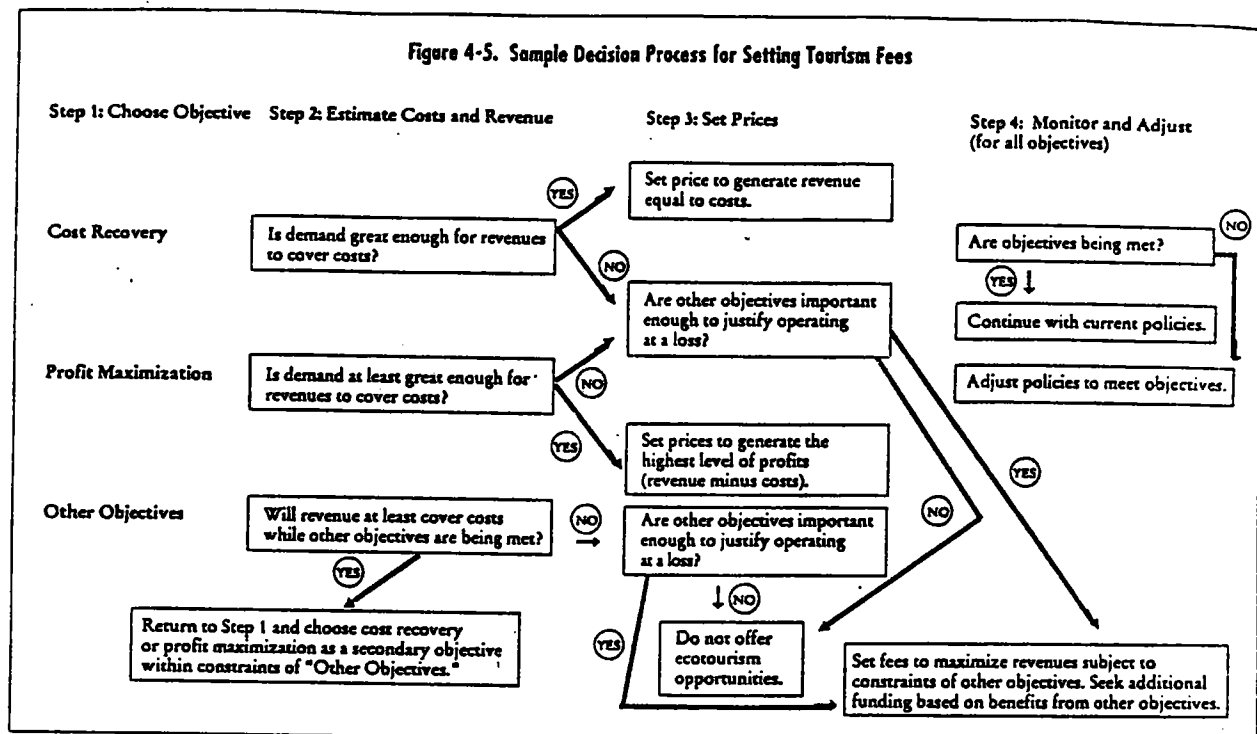 Figure 4-5. Sample Decision Process for Setting Tourism Fees
Step 1: Choose Objective
Step 2: Estimate Costs and Revenue
Step 3: Set Prices
Step 4: Monitor and Adjust
(for all objectives)
Cost Recovery
Is demand great enough for revenues
to cover costs?
YES
Set price to generate revenue
equal to costs.
NO
Are other objectives important
enough to justify operating
at a loss?
Are objectives being met?
NO
YES
Continue with current policies.
Adjust policies to meet objectives.
Profit Maximization
Is demand at least great enough for
revenues to cover costs?
NO
YES
Set prices to generate the
highest level of profits
(revenue minus costs).
NO
YES
Other Objectives
Will revenue at least cover costs
while other objectives are being met?
NO
Are other objectives important
enough to justify operating
at a loss?
YES
Return to Step 1 and choose cost recovery
or profit maximization as a secondary objective
within constraints of "Other Objectives."
NO
YES
Do not offer
ecotourism
opportunities.
Set fees to maximize revenues subject to
constraints of other objectives. Seek additional
funding based on benefits from other objectives.